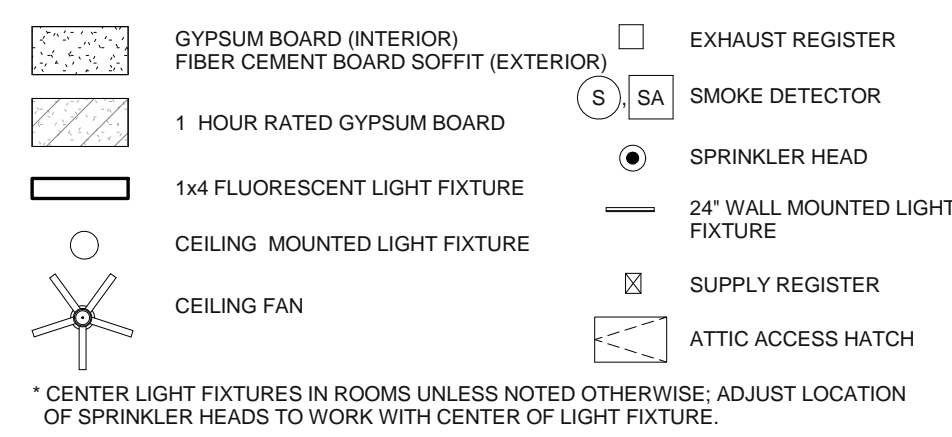 GYPSUM BOARD (INTERIOR)
FIBER CEMENT BOARD SOFFIT (EXTERIOR)
1 HOUR RATED GYPSUM BOARD
1x4 FLUORESCENT LIGHT FIXTURE
CEILING MOUNTED LIGHT FIXTURE
CEILING FAN
EXHAUST REGISTER
S, SA SMOKE DETECTOR
SPRINKLER HEAD
24" WALL MOUNTED LIGHT
FIXTURE
SUPPLY REGISTER
ATTIC ACCESS HATCH
* CENTER LIGHT FIXTURES IN ROOMS UNLESS NOTED OTHERWISE; ADJUST LOCATION
OF SPRINKLER HEADS TO WORK WITH CENTER OF LIGHT FIXTURE.